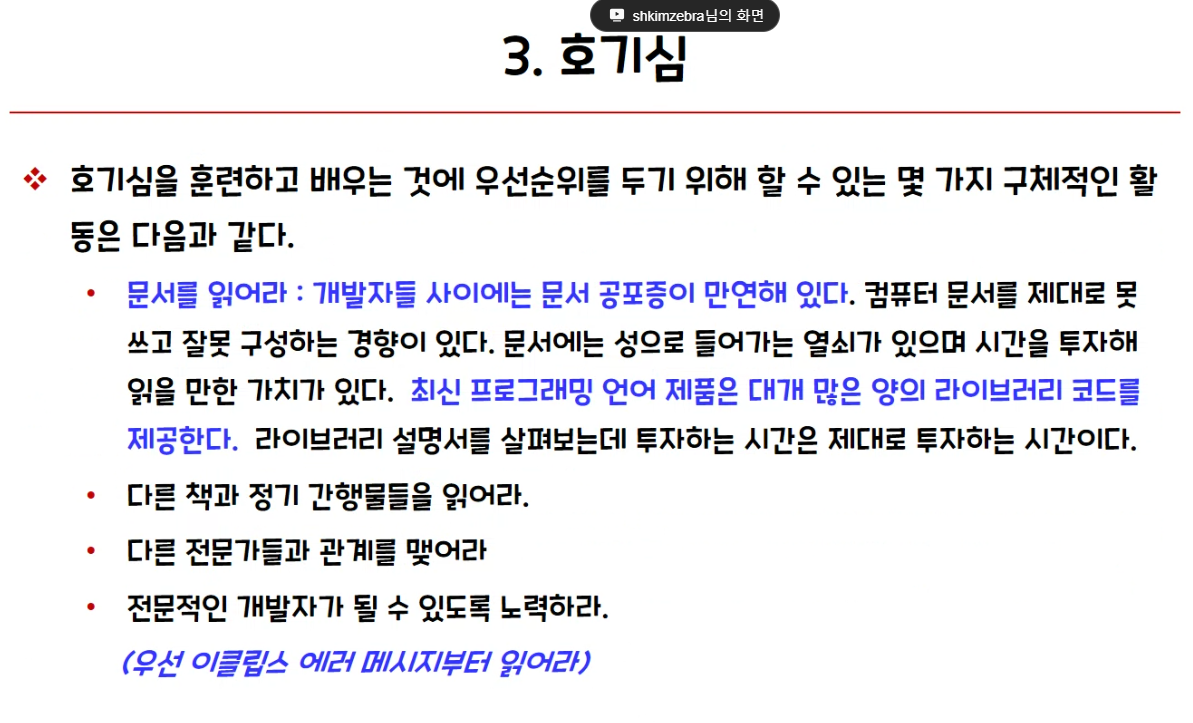 shkimzebra님의 화면
3. 호기심
호기심을 훈련하고 배우는 것에 우선순위를 두기 위해 할 수 있는 몇 가지 구체적인 활
동은 다음과 같다.
• 문서를 읽어라 : 개발자들 사이에는 문서 공포증이 만연해 있다. 컴퓨터 문서를 제대로 못
쓰고 잘못 구성하는 경향이 있다. 문서에는 성으로 들어가는 열쇠가 있으며 시간을 투자해
읽을 만한 가치가 있다. 최신 프로그래밍 언어 제품은 대개 많은 양의 라이브러리 코드를
제공한다. 라이브러리 설명서를 살펴보는데 투자하는 시간은 제대로 투자하는 시간이다.
• 다른 책과 정기 간행물들을 읽어라.
• 다른 전문가들과 관계를 맺어라
• 전문적인 개발자가 될 수 있도록 노력하라.
(우선 이클립스 에러 메시지부터 읽어라)